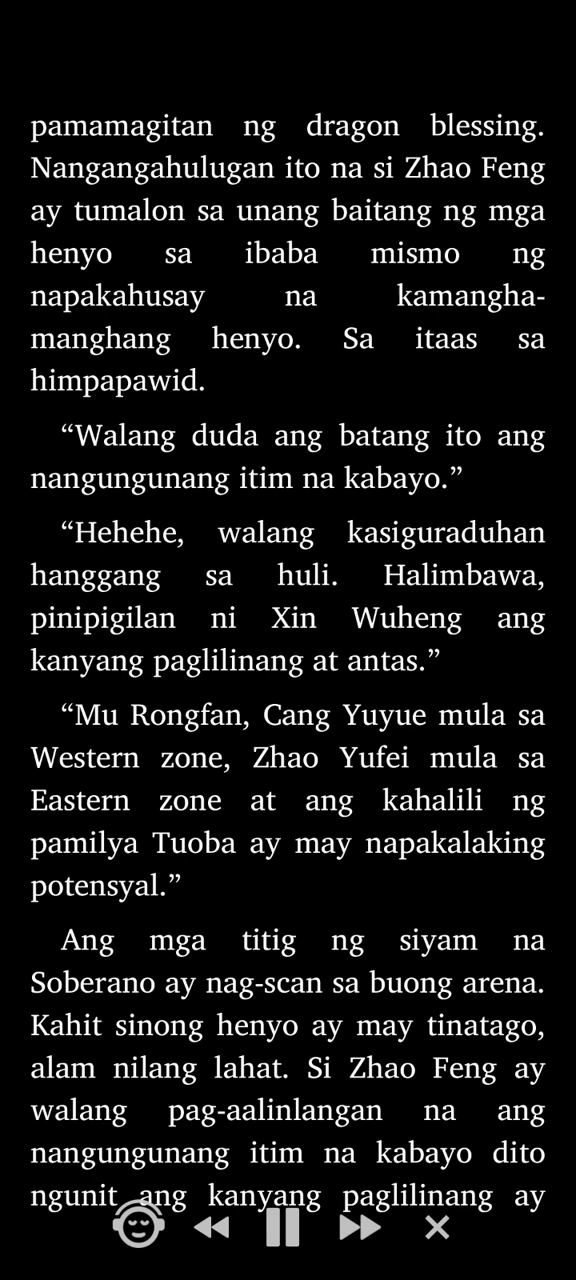 pamamagitan ng dragon blessing.
Nangangahulugan ito na si Zhao Feng
ay tumalon sa unang baitang ng mga
henyo sa ibaba mismo ng
napakahusay na kamangha-
manghang henyo. Sa itaas sa
himpapawid.
“Walang duda ang batang ito ang
nangungunang itim na kabayo.”
“Hehehe, walang kasiguraduhan
hanggang sa huli. Halimbawa,
pinipigilan ni Xin Wuheng ang
kanyang paglilinang at antas.”
“Mu Rongfan, Cang Yuyue mula sa
Western zone, Zhao Yufei mula sa
Eastern zone at ang kahalili ng
pamilya Tuoba ay may napakalaking
potensyal.”
Ang mga titig ng siyam na
Soberano ay nag-scan sa buong arena.
Kahit sinong henyo ay may tinatago,
alam nilang lahat. Si Zhao Feng ay
walang pag-aalinlangan na ang
nangungunang itim na kabayo dito
ngunit ang kanyang paglilinang ay